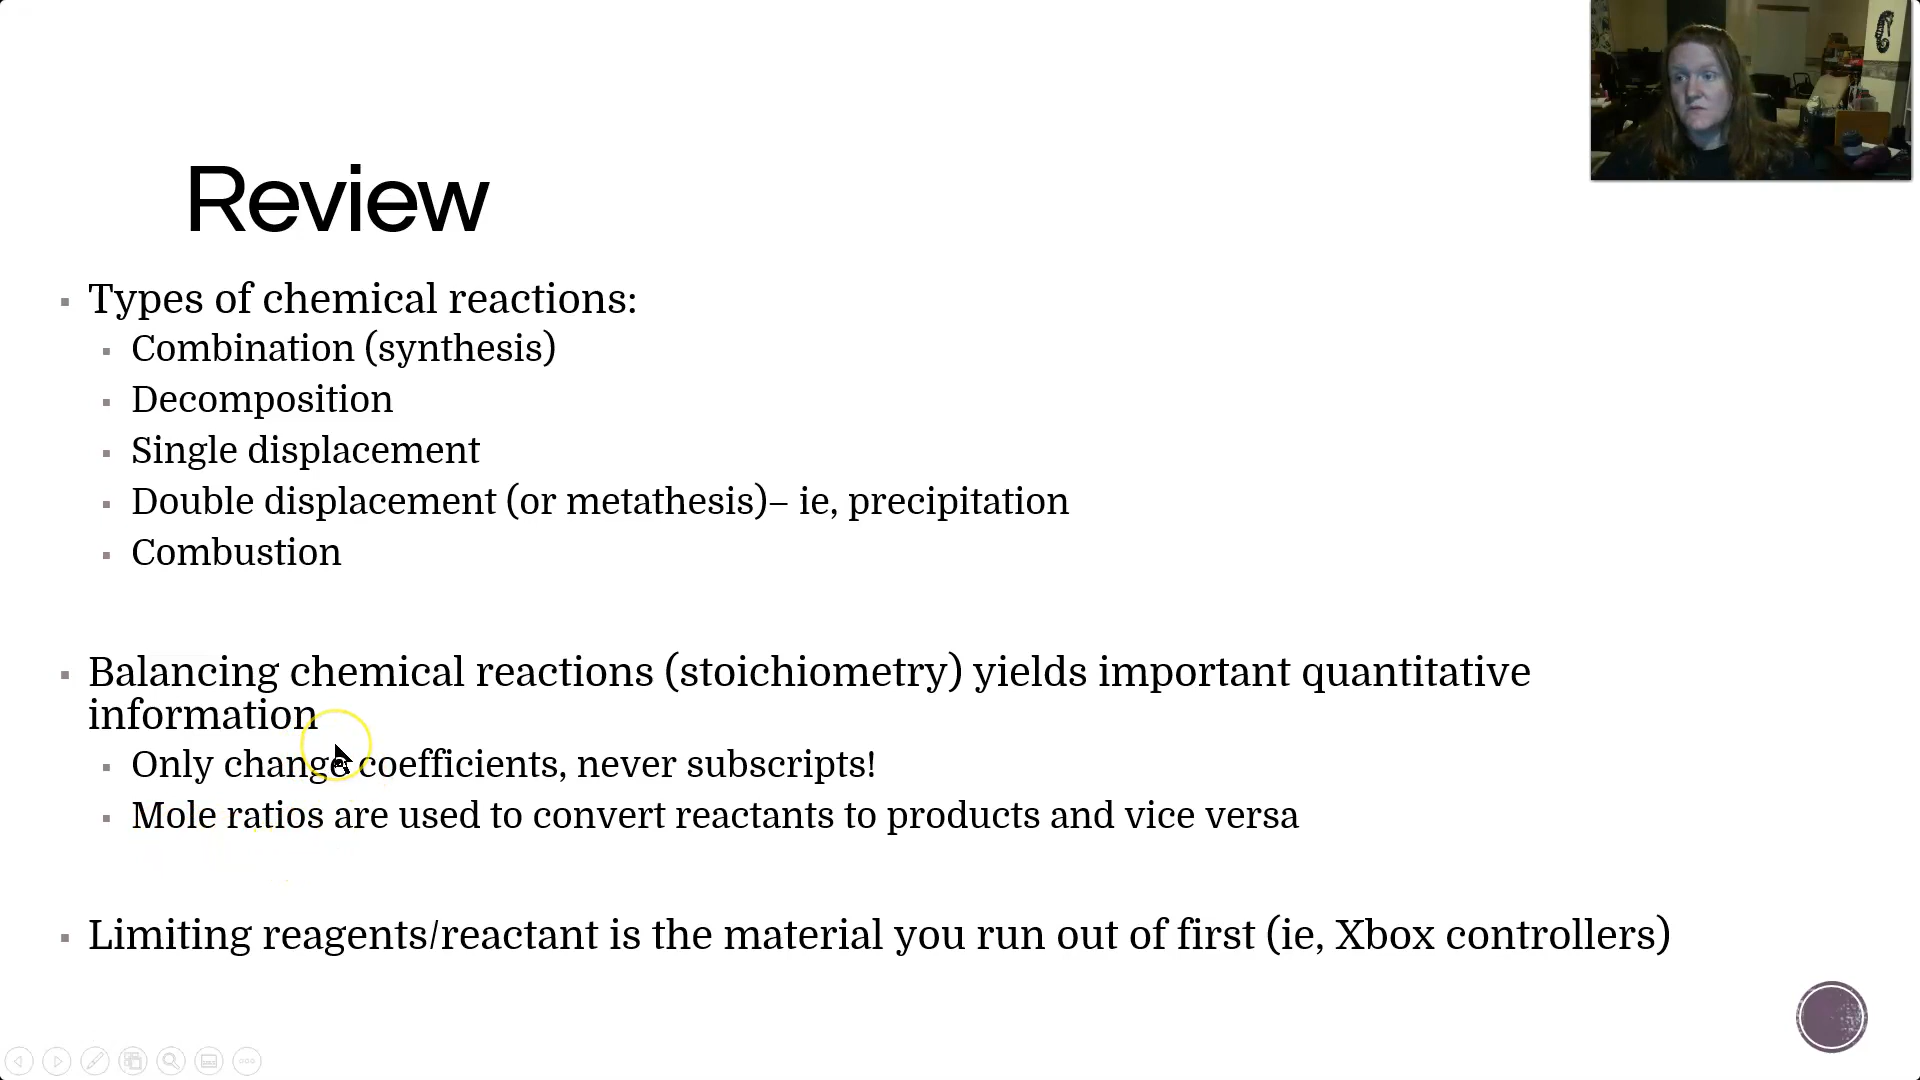 Review
Types of chemical reactions:
Combination (synthesis)
Decomposition
Single displacement
Double displacement (or metathesis)– ie, precipitation
Combustion
Balancing chemical reactions (stoichiometry) yields important quantitative
information
Only change coefficients, never subscripts!
Mole ratios are used to convert reactants to products and vice versa
Limiting reagents/reactant is the material you run out of first (ie, Xbox controllers)